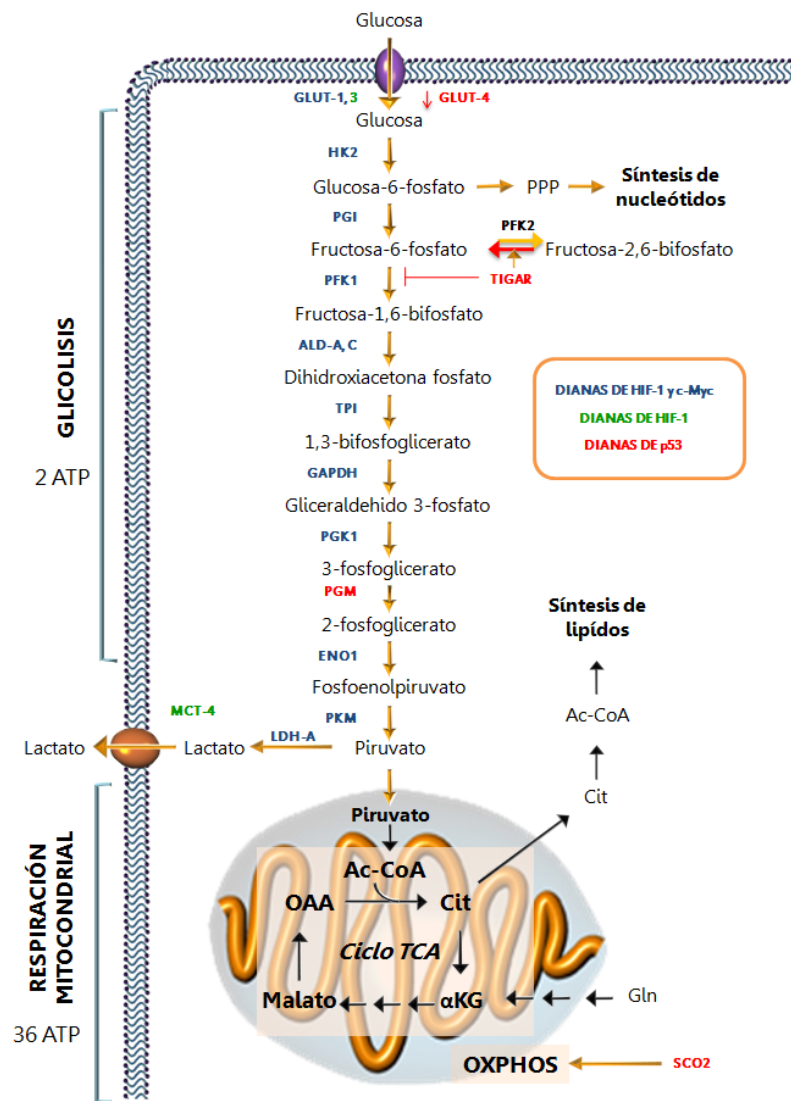 Glucosa
GLUT-1, 3
GLUT-4
Glucosa
HK2
Glucosa-6-fosfato
PPP
Síntesis de
nucleótidos
PGI
PFK2
Fructosa-6-fosfato
Fructosa-2,6-bifosfato
PFK1
TIGAR
Fructosa-1,6-bifosfato
ALD-A, C
Dihidroxiacetona fosfato
TPI
1,3-bifosfoglicerato
GAPDH
Gliceraldehido 3-fosfato
PGK1
3-fosfoglicerato
PGM
2-fosfoglicerato
ENO1
Fosfoenolpiruvato
PKM
Piruvato
LDH-A
Lactato
MCT-4
Lactato
GLICOLISIS
2 ATP
DIANAS DE HIF-1 y c-Myc
DIANAS DE HIF-1
DIANAS DE p53
Síntesis de
lipídos
Ac-CoA
Cit
Piruvato
Ac-CoA
OAA
Cit
Ciclo TCA
Malato
αKG
Gln
OXPHOS
SCO2
RESPIRACIÓN
MITOCONDRIAL
36 ATP